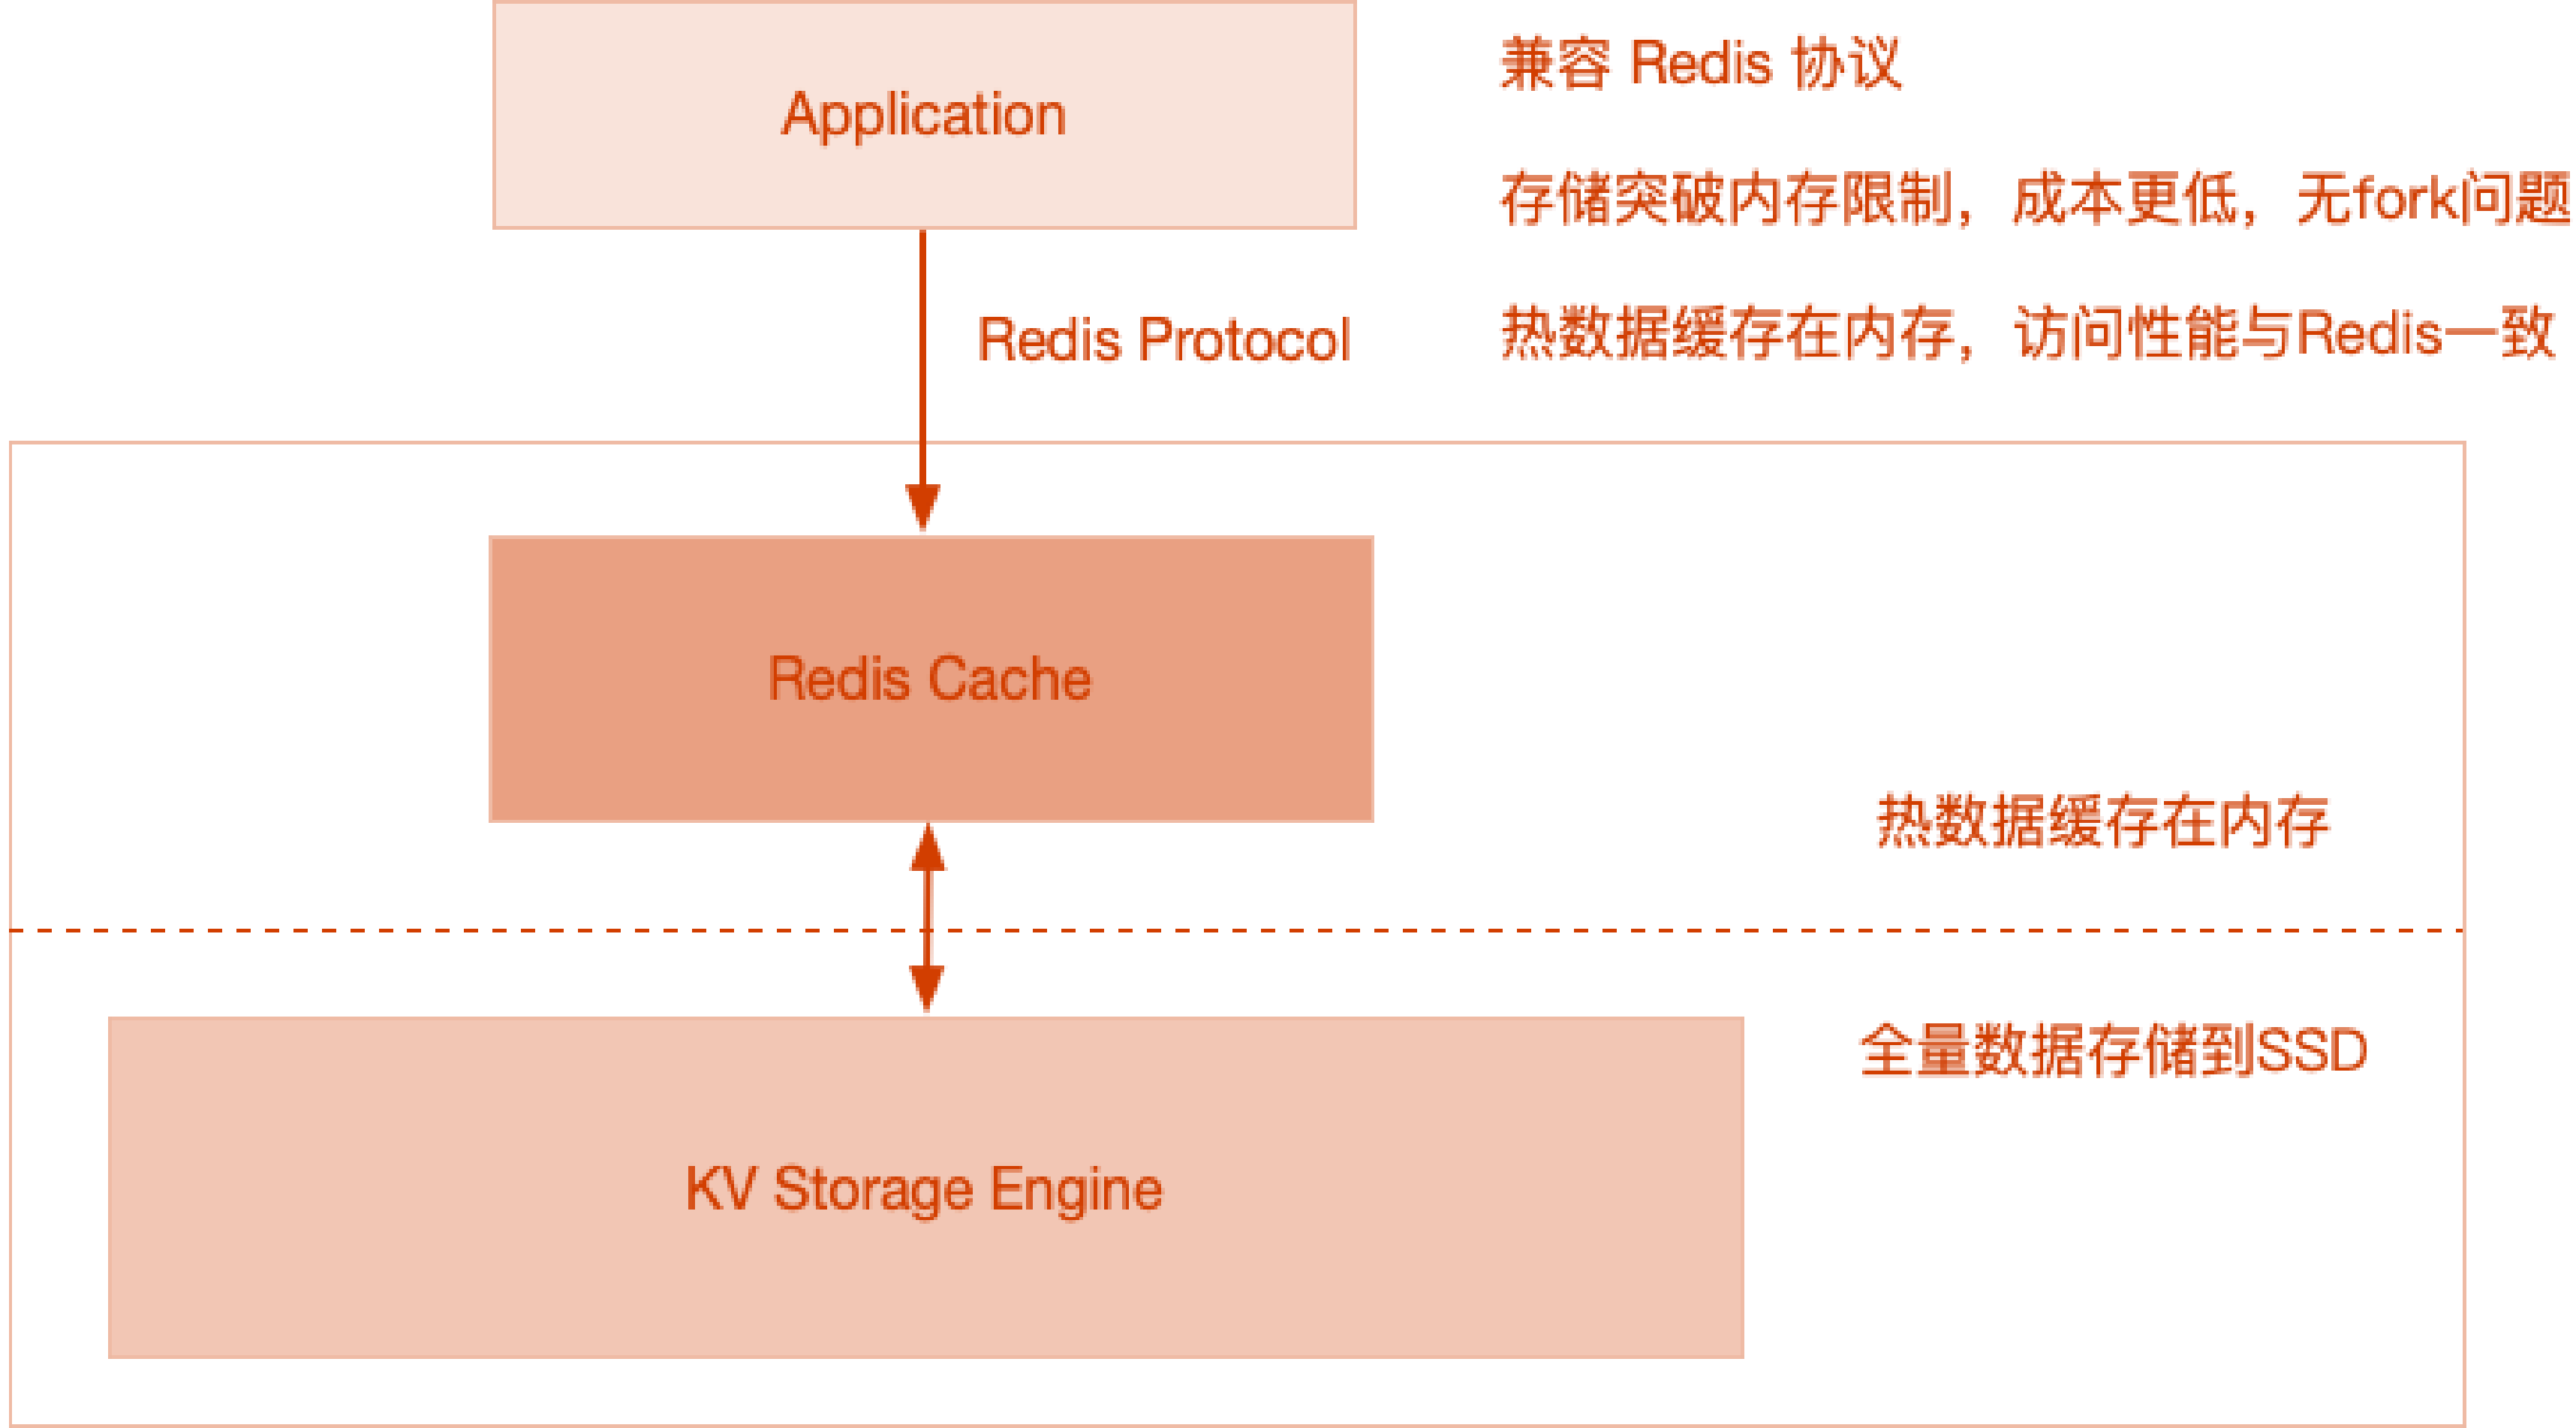 Application
兼容 Redis 协议
存储突破内存限制，成本更低，无fork问题
Redis Protocol
热数据缓存在内存，访问性能与Redis一致
Redis Cache
热数据缓存在内存
全量数据存储到SSD
KV Storage Engine